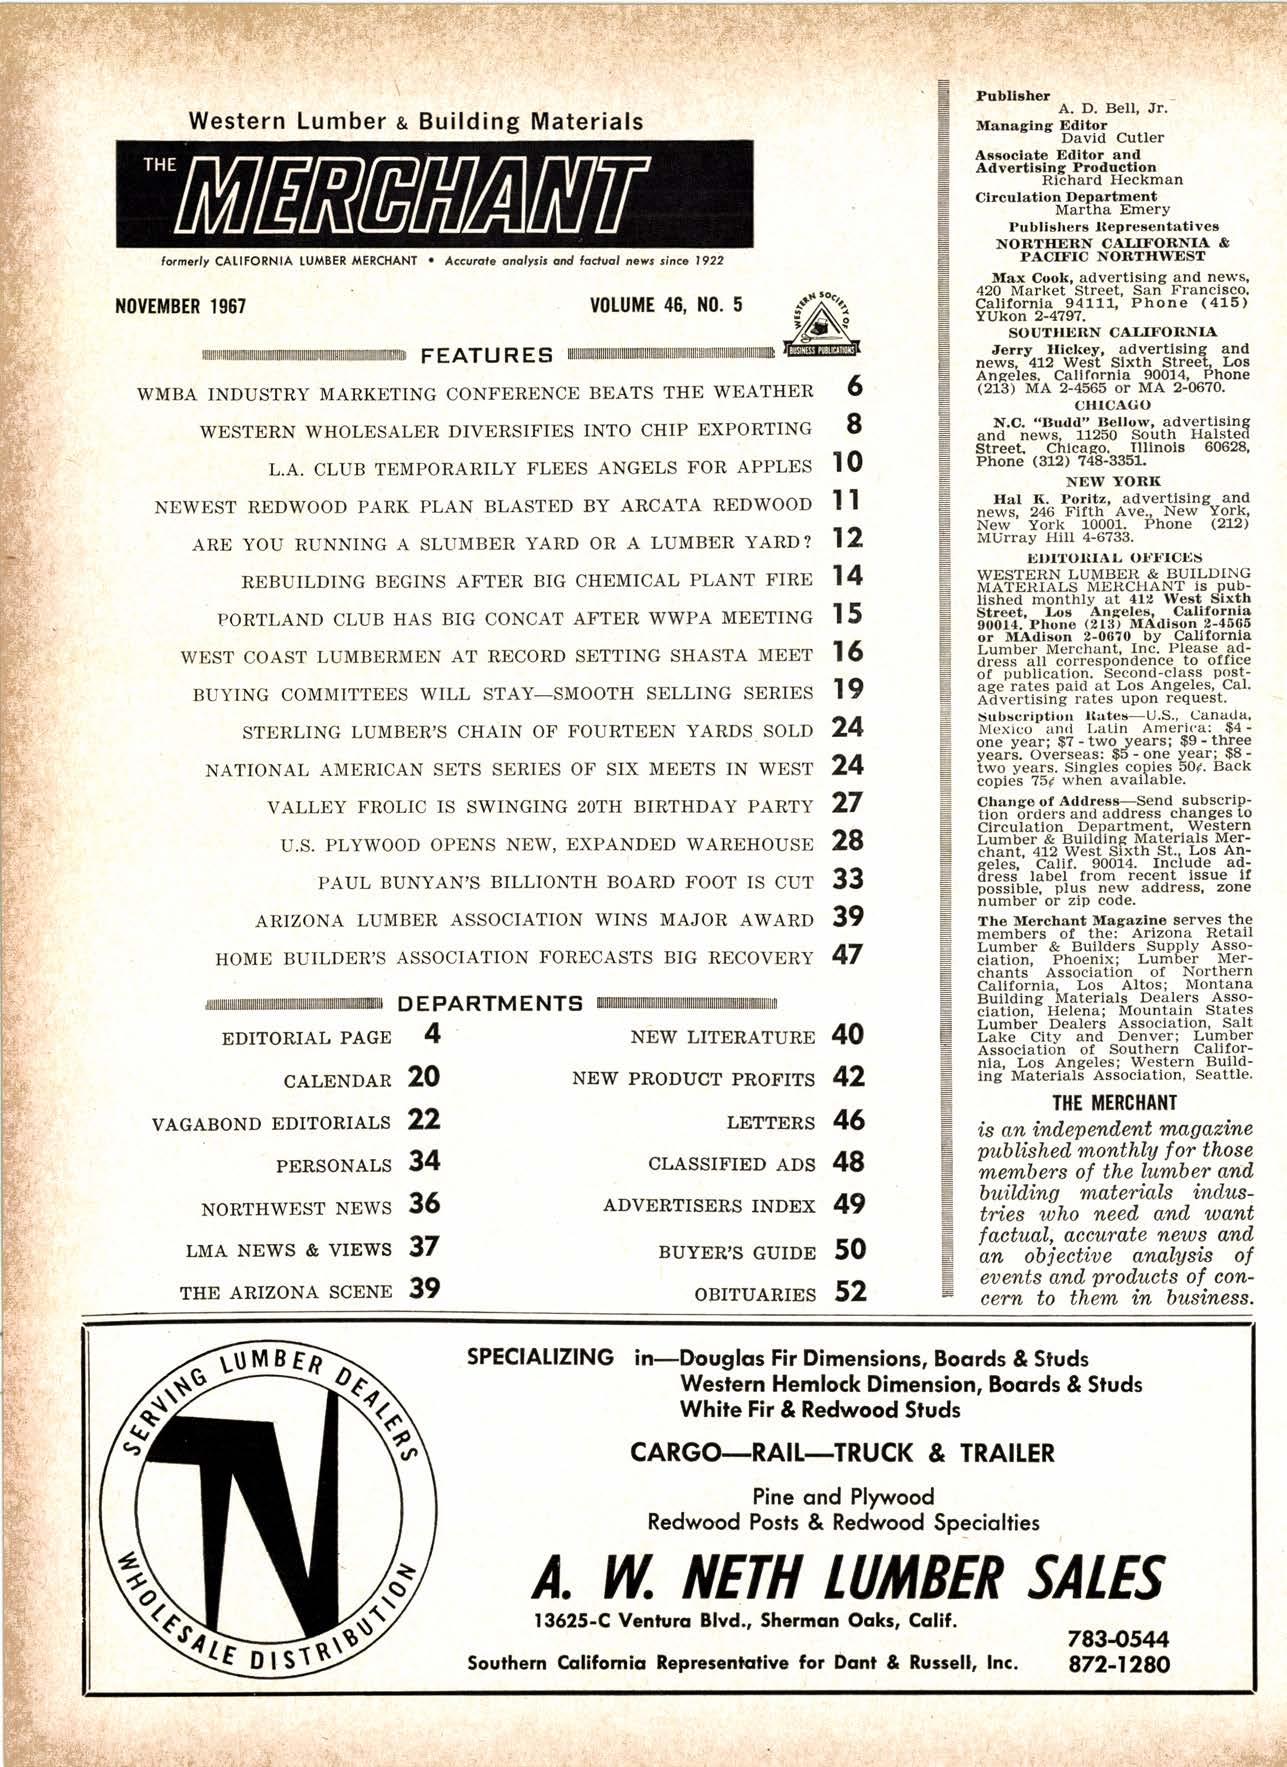 Western Lumber & Building Materials
THE MERCHANT
formerly CALIFORNIA LUMBER MERCHANT • Accurate analysis and factual news since 1922
NOVEMBER 1967
VOLUME 46, NO. 5
WESTERN SOCIETY OF
BUSINESS PUBLICATIONS
FEATURES
WMBA INDUSTRY MARKETING CONFERENCE BEATS THE WEATHER 6
WESTERN WHOLESALER DIVERSIFIES INTO CHIP EXPORTING 8
L.A. CLUB TEMPORARILY FLEES ANGELS FOR APPLES 10
NEWEST REDWOOD PARK PLAN BLASTED BY ARCATA REDWOOD 11
ARE YOU RUNNING A SLUMBER YARD OR A LUMBER YARD? 12
REBUILDING BEGINS AFTER BIG CHEMICAL PLANT FIRE 14
PORTLAND CLUB HAS BIG CONCAT AFTER WWPA MEETING 15
WEST COAST LUMBERMEN AT RECORD SETTING SHASTA MEET 16
BUYING COMMITTEES WILL STAY—SMOOTH SELLING SERIES 19
STERLING LUMBER'S CHAIN OF FOURTEEN YARDS SOLD 24
NATIONAL AMERICAN SETS SERIES OF SIX MEETS IN WEST 24
VALLEY FROLIC IS SWINGING 20TH BIRTHDAY PARTY 27
U.S. PLYWOOD OPENS NEW, EXPANDED WAREHOUSE 28
PAUL BUNYAN'S BILLIONTH BOARD FOOT IS CUT 33
ARIZONA LUMBER ASSOCIATION WINS MAJOR AWARD 39
HOME BUILDER'S ASSOCIATION FORECASTS BIG RECOVERY 47
DEPARTMENTS
EDITORIAL PAGE 4
CALENDAR 20
VAGABOND EDITORIALS 22
PERSONALS 34
NORTHWEST NEWS 36
LMA NEWS & VIEWS 37
THE ARIZONA SCENE 39
NEW LITERATURE 40
NEW PRODUCT PROFITS 42
LETTERS 46
CLASSIFIED ADS 48
ADVERTISERS INDEX 49
BUYER'S GUIDE 50
OBITUARIES 52
Publisher
A. D. Bell, Jr.
Managing Editor
David Cutler
Associate Editor and
Advertising Production
Richard Heckman
Circulation Department
Martha Emery
Publishers Representatives
NORTHERN CALIFORNIA &
PACIFIC NORTHWEST
Max Cook, advertising and news,
420 Market Street, San Francisco,
California 94111, Phone (415)
YUkon 2-4797.
SOUTHERN CALIFORNIA
Jerry Hickey, advertising and
news, 412 West Sixth Street, Los
Angeles, California 90014, Phone
(213) MA 2-4565 or MA 2-0670.
CHICAGO
N.C. "Budd" Bellow, advertising
and news, 11250 South Halsted
Street, Chicago, Illinois 60628,
Phone (312) 748-3351.
NEW YORK
Hal K. Poritz, advertising and
news, 246 Fifth Ave., New York,
New York 10001. Phone (212)
MUrray Hill 4-6733.
EDITORIAL OFFICES
WESTERN LUMBER & BUILDING
MATERIALS MERCHANT is pub-
lished monthly at 412 West Sixth
Street, Los Angeles, California
90014. Phone (213) MAdison 2-4565
or MAdison 2-0670 by California
Lumber Merchant, Inc. Please ad-
dress all correspondence to office
of publication. Second-class post-
age rates paid at Los Angeles, Cal.
Advertising rates upon request.
Subscription Rates—U.S., Canada,
Mexico and Latin America: $4 -
one year; $7 - two years; $9 - three
years. Overseas: $5 - one year; $8 -
two years. Singles copies 50¢. Back
copies 75¢ when available.
Change of Address—Send subscrip-
tion orders and address changes to
Circulation Department, Western
Lumber & Building Materials Mer-
chant, 412 West Sixth St., Los An-
geles, Calif. 90014. Include ad-
dress label from recent issue if
possible, plus new address, zone
number or zip code.
The Merchant Magazine serves the
members of the: Arizona Retail
Lumber & Builders Supply Asso-
ciation, Phoenix; Lumber Mer-
chants Association of Northern
California, Los Altos; Montana
Building Materials Dealers Asso-
ciation, Helena; Mountain States
Lumber Dealers Association, Salt
Lake City and Denver; Lumber
Association of Southern Califor-
nia, Los Angeles; Western Build-
ing Materials Association, Seattle.
THE MERCHANT
is an independent magazine
published monthly for those
members of the lumber and
building materials indus-
tries who need and want
factual, accurate news and
an objective analysis of
events and products of con-
cern to them in business.
SERVING LUMBER DEALERS
N
WHOLESALE DISTRIBUTION
SPECIALIZING in—Douglas Fir Dimensions, Boards & Studs
Western Hemlock Dimension, Boards & Studs
White Fir & Redwood Studs
CARGO—RAIL—TRUCK & TRAILER
Pine and Plywood
Redwood Posts & Redwood Specialties
A. W. NETH LUMBER SALES
13625-C Ventura Blvd., Sherman Oaks, Calif.
783-0544
Southern California Representative for Dant & Russell, Inc. 872-1280